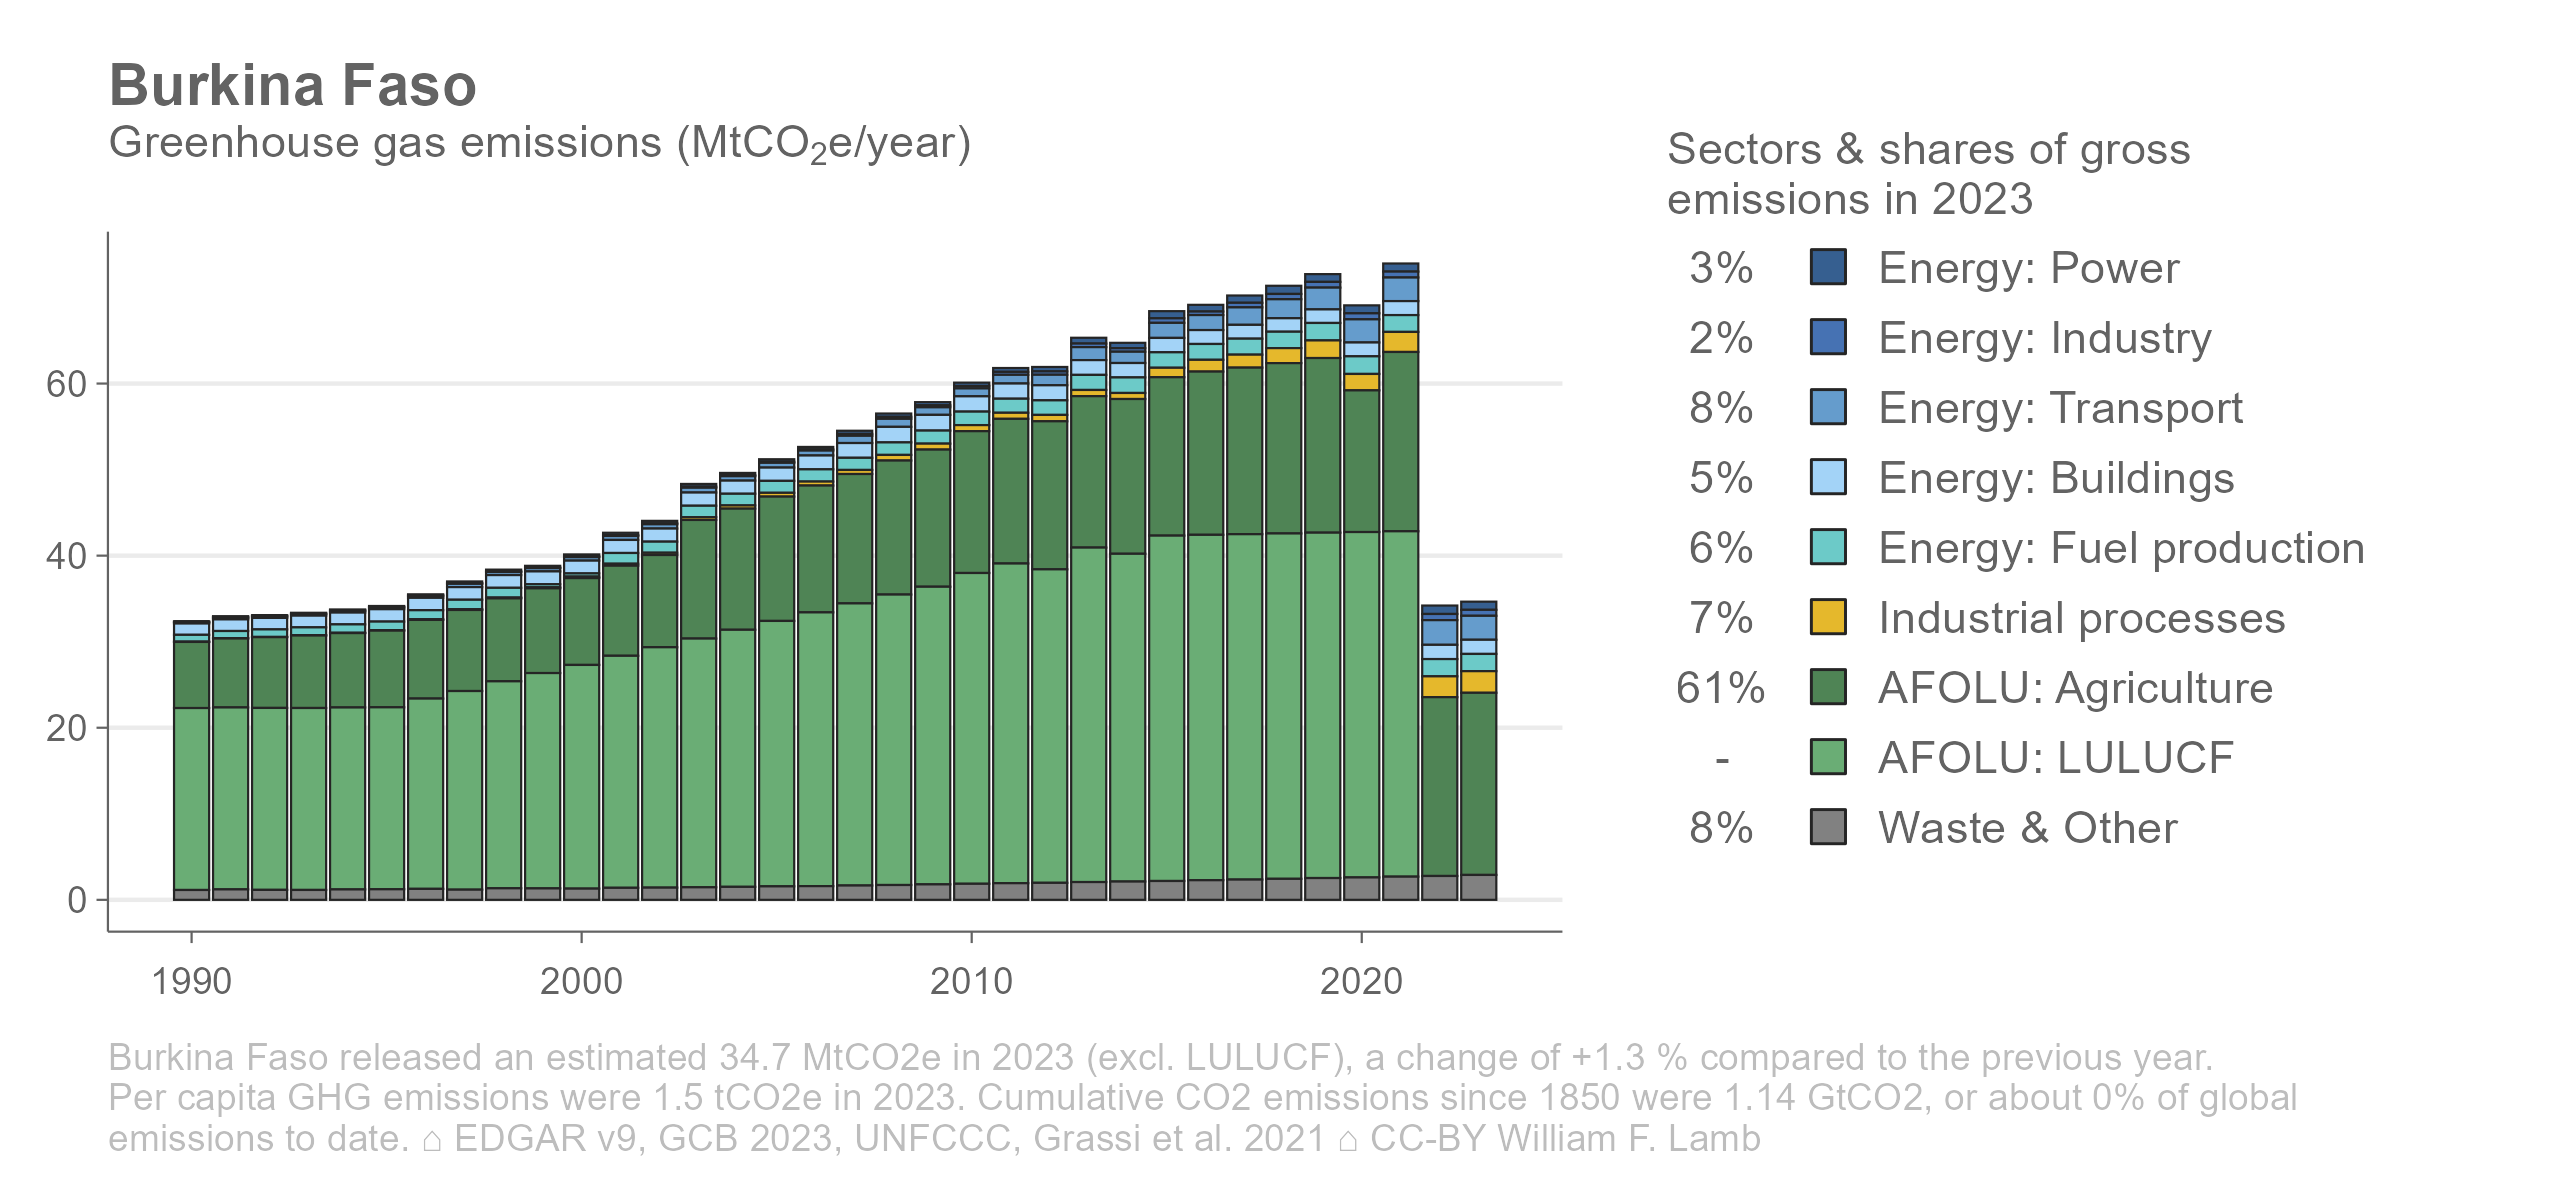 Burkina Faso
Greenhouse gas emissions (MtCO₂e/year)
Sectors & shares of gross
emissions in 2023
3% Energy: Power
2% Energy: Industry
8% Energy: Transport
5% Energy: Buildings
6% Energy: Fuel production
7% Industrial processes
61% AFOLU: Agriculture
- AFOLU: LULUCF
8% Waste & Other
60
40
20
0
1990 2000 2010 2020
Burkina Faso released an estimated 34.7 MtCO2e in 2023 (excl. LULUCF), a change of +1.3 % compared to the previous year.
Per capita GHG emissions were 1.5 tCO2e in 2023. Cumulative CO2 emissions since 1850 were 1.14 GtCO2, or about 0% of global
emissions to date. ⌂ EDGAR v9, GCB 2023, UNFCCC, Grassi et al. 2021 ⌂ CC-BY William F. Lamb